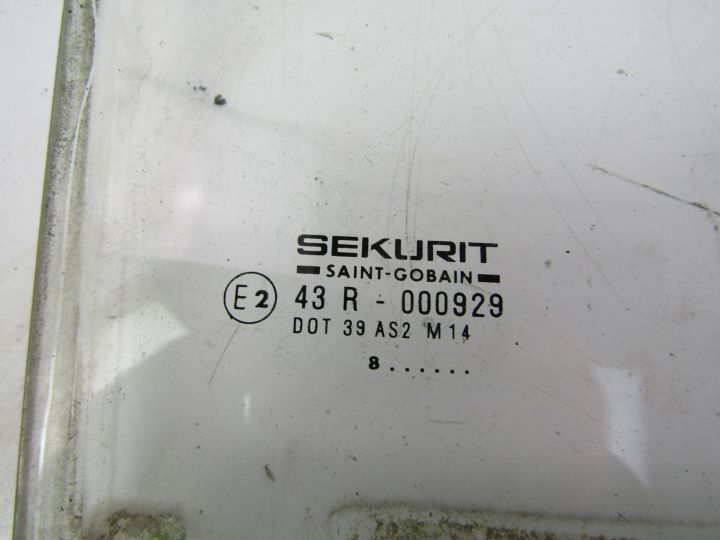 SEKURIT
SAINT-GOBAIN
E2 43 R - 000929
DOT 39 AS2 M14
8......